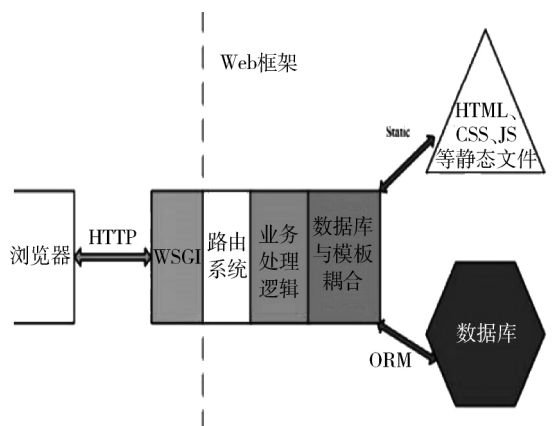 Web框架
HTML、
CSS、JS
等静态文件
Static
浏览器
HTTP
WSGI
路由
系统
业务
处理
逻辑
数据库
与模板
耦合
数据库
ORM